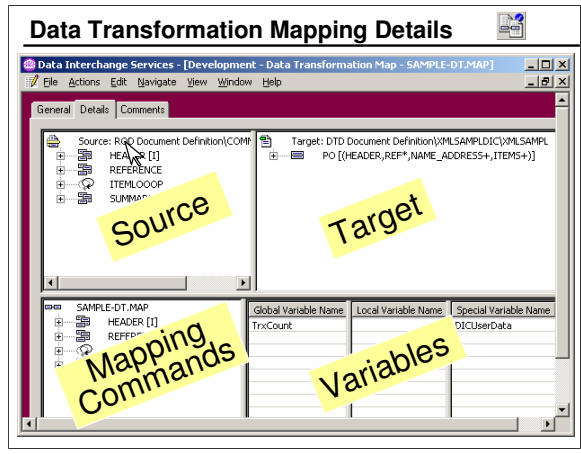 Data Transformation Mapping Details
Data Interchange Services - [Development - Data Transformation Map - SAMPLE-DT.MAP]
File Actions Edit Navigate View Window Help
General Details Comments
Source: ROD Document Definition\COMM
HEADER [I]
REFERENCE
ITEMLOOOP
Source
Target: DTD Document Definition\XMLSAMPLDIC\XMLSAMPL
PO [(HEADER,REF*,NAME_ADDRESS+,ITEMS+)]
Target
SAMPLE-DT.MAP
HEADER [I]
Mapping
Commands
Global Variable Name Local Variable Name Special Variable Name
TrxCount DICUserData
Variables